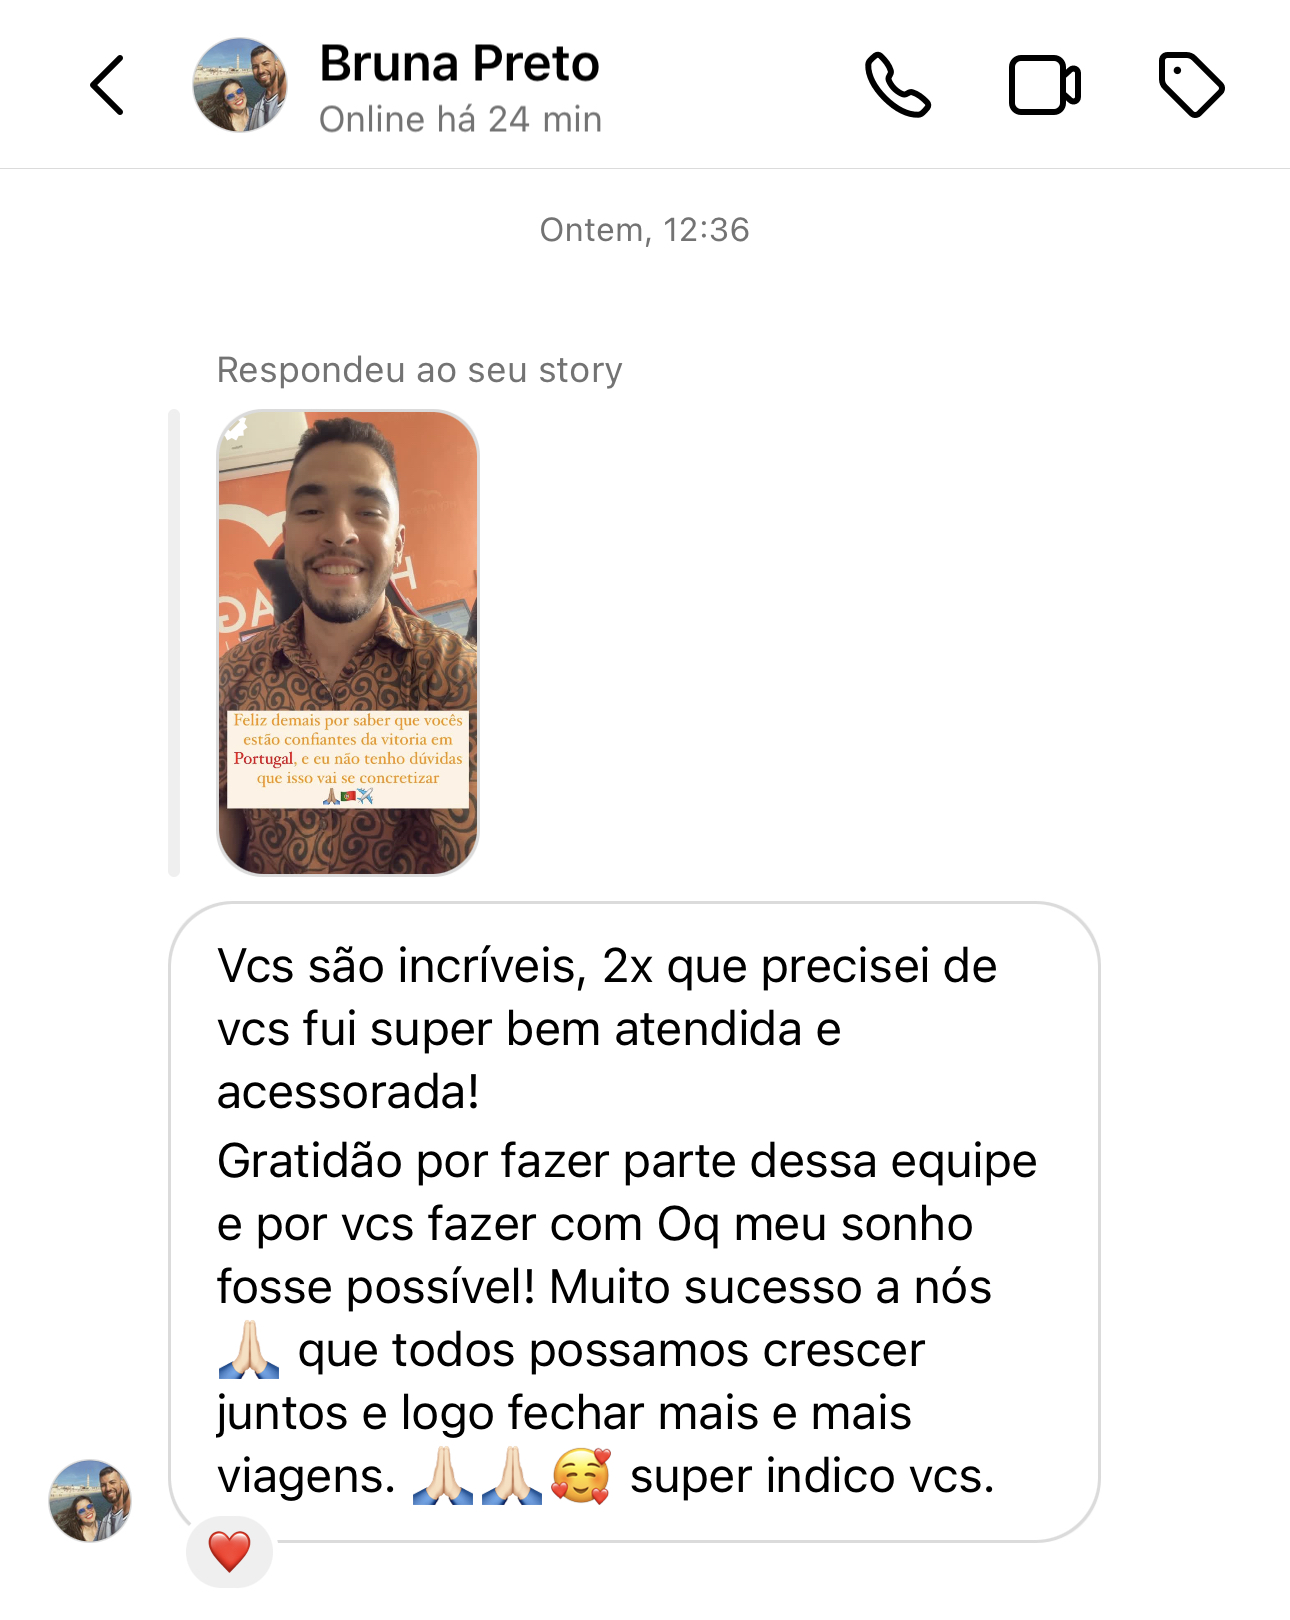 Bruna Preto
Online há 24 min
Ontem, 12:36
Respondeu ao seu story
Feliz demais por saber que vocês
estão confiantes da vitoria em
Portugal, e eu não tenho dúvidas
que isso vai se concretizar
🙏🏽🇵🇹✈️
Vcs são incríveis, 2x que precisei de
vcs fui super bem atendida e
acessorada!
Gratidão por fazer parte dessa equipe
e por vcs fazer com Oq meu sonho
fosse possível! Muito sucesso a nós
🙏🏻 que todos possamos crescer
juntos e logo fechar mais e mais
viagens. 🙏🏻🙏🏻🥰 super indico vcs.
❤️